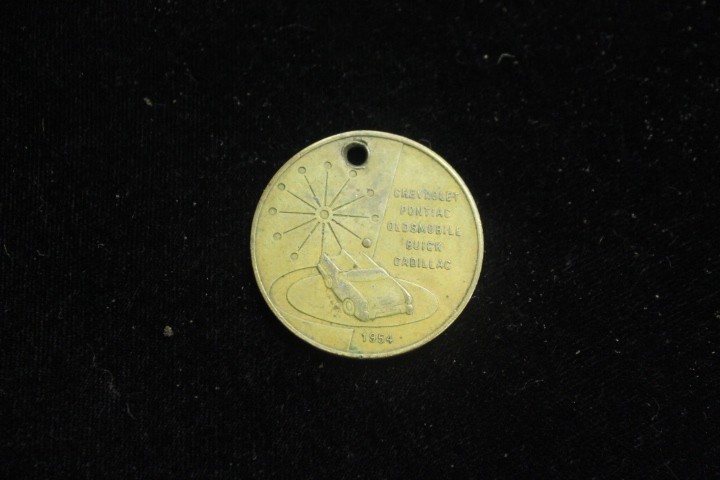 CHEVROLET
PONTIAC
OLDSMOBILE
BUICK
CADILLAC
1954